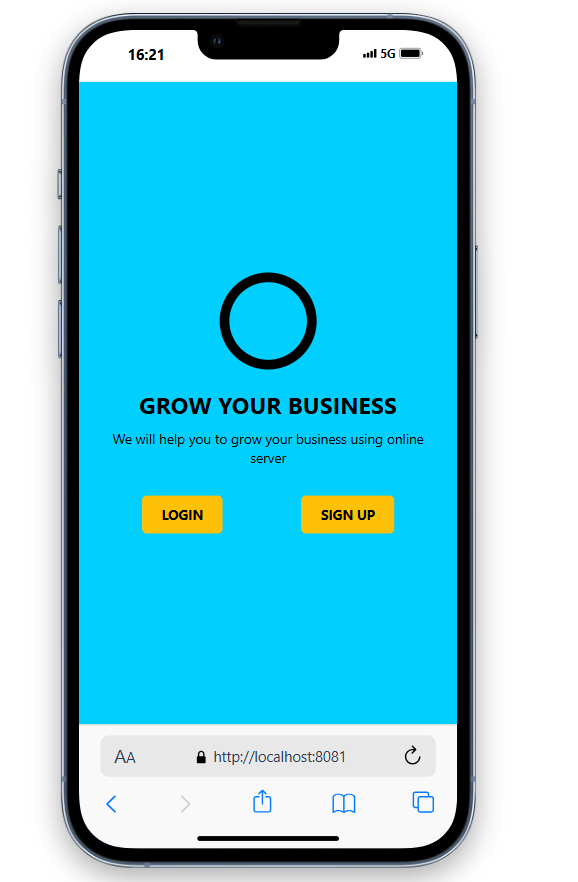 16:21 5G
GROW YOUR BUSINESS
We will help you to grow your business using online
server
LOGIN SIGN UP
AA http://localhost:8081